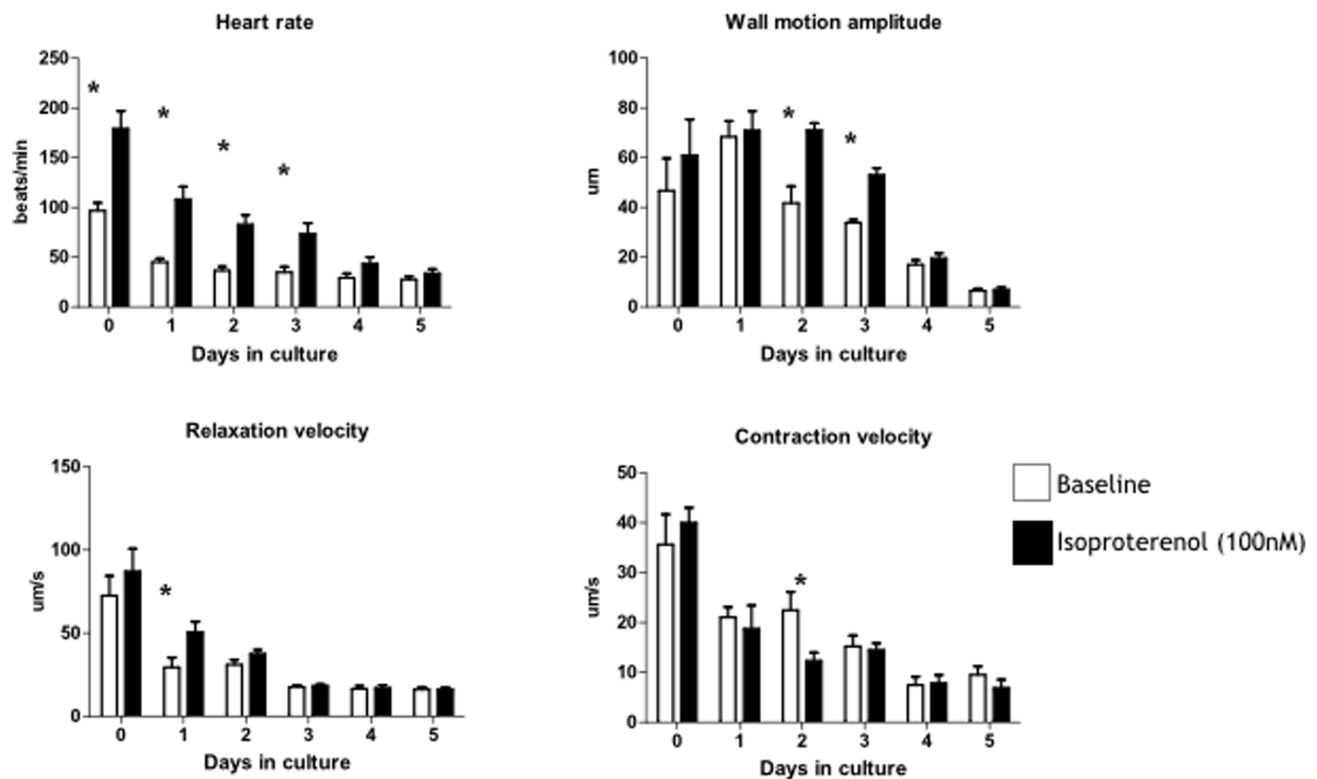 Heart rate
250
200
150
100
50
0
beats/min
* * * *
0 1 2 3 4 5
Days in culture
Wall motion amplitude
100
80
60
40
20
0
um
* *
0 1 2 3 4 5
Days in culture
Relaxation velocity
150
100
50
0
um/s
*
0 1 2 3 4 5
Days in culture
Contraction velocity
50
40
30
20
10
0
um/s
*
0 1 2 3 4 5
Days in culture
Baseline
Isoproterenol (100nM)